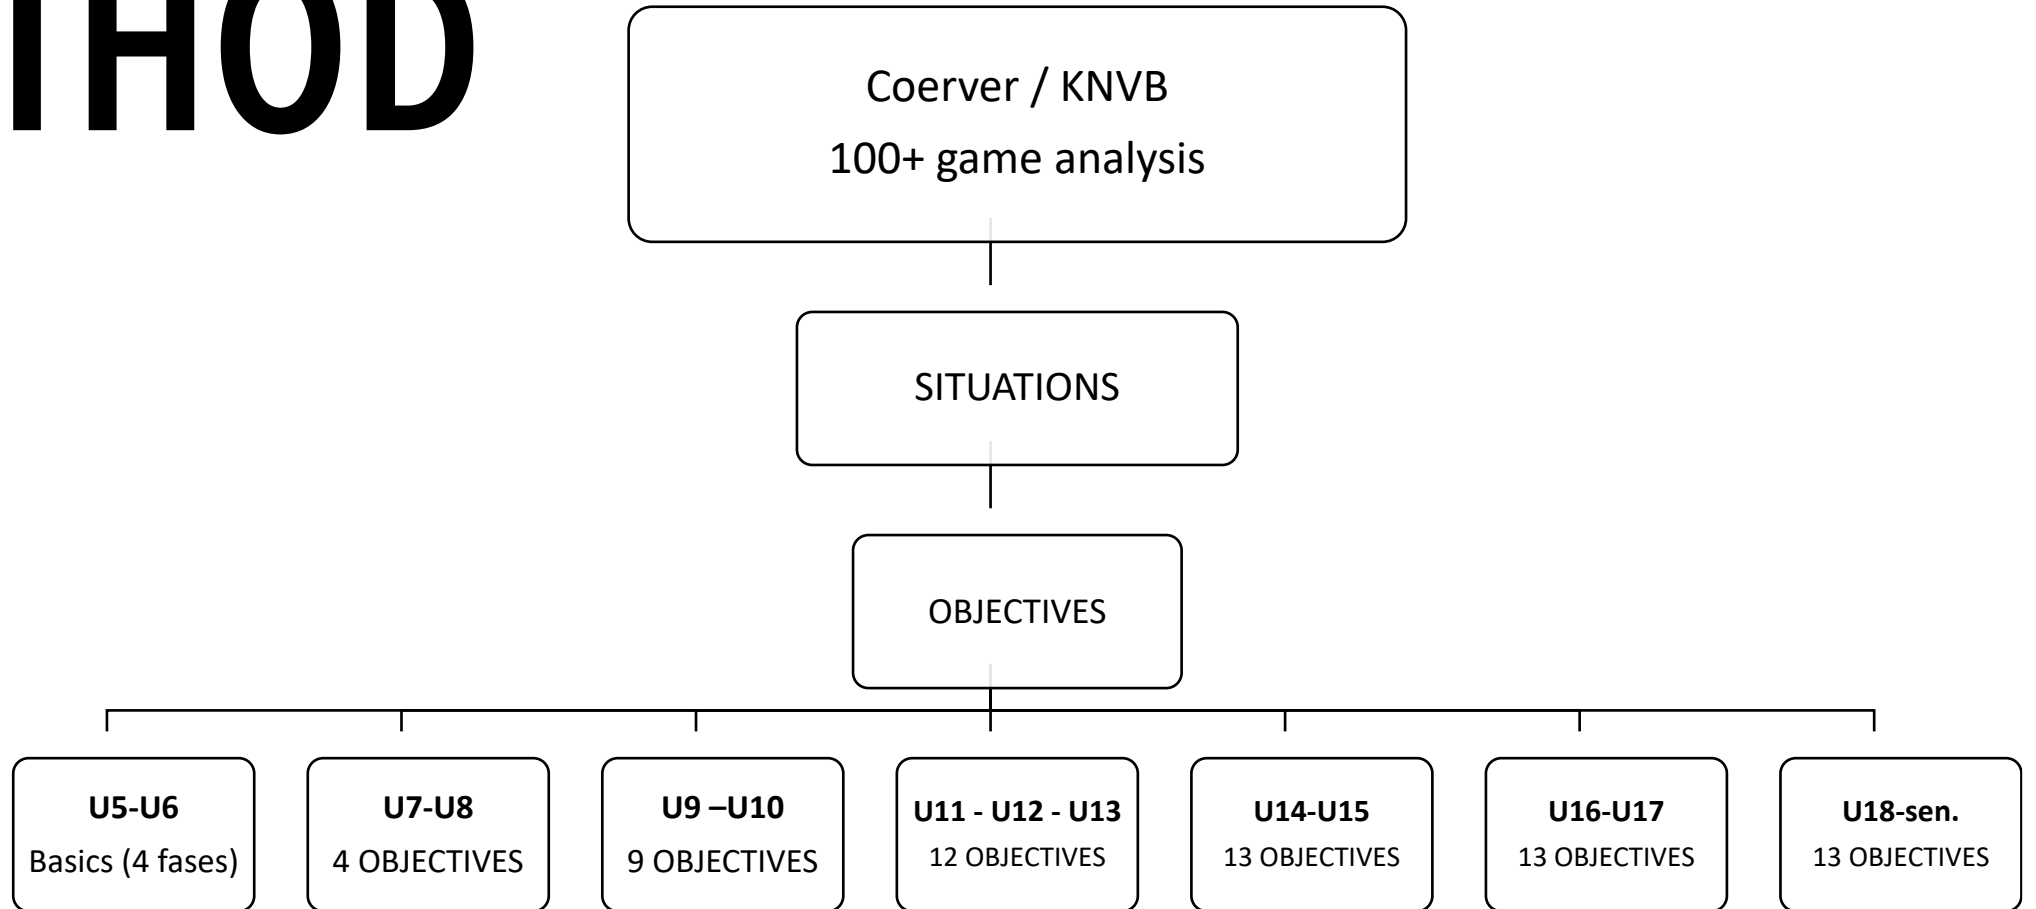 THOD
Coerver / KNVB
100+ game analysis
SITUATIONS
OBJECTIVES
U5-U6
Basics (4 fases)
U7-U8
4 OBJECTIVES
U9 –U10
9 OBJECTIVES
U11 - U12 - U13
12 OBJECTIVES
U14-U15
13 OBJECTIVES
U16-U17
13 OBJECTIVES
U18-sen.
13 OBJECTIVES